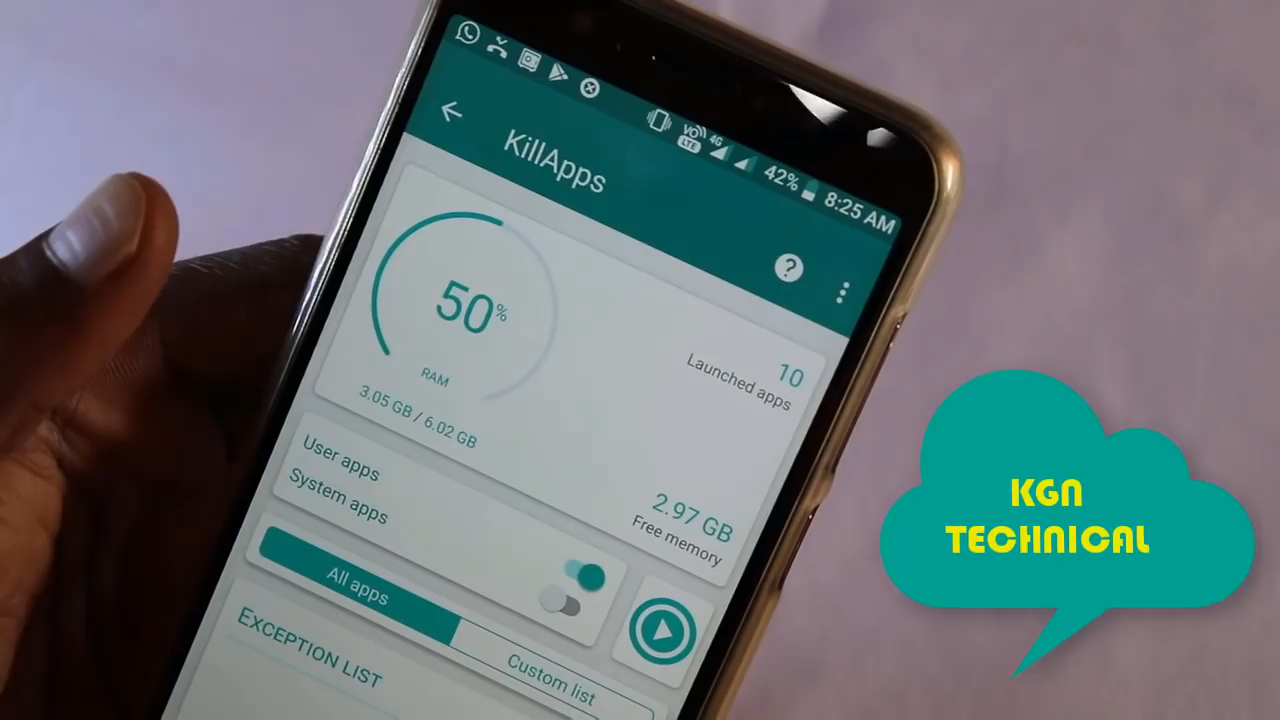 VO
LTE
4G
42%
8:25 AM
KillApps
?
50%
RAM
3.05 GB / 6.02 GB
10
Launched apps
2.97 GB
Free memory
User apps
System apps
All apps
Custom list
EXCEPTION LIST
KGN
TECHNICAL